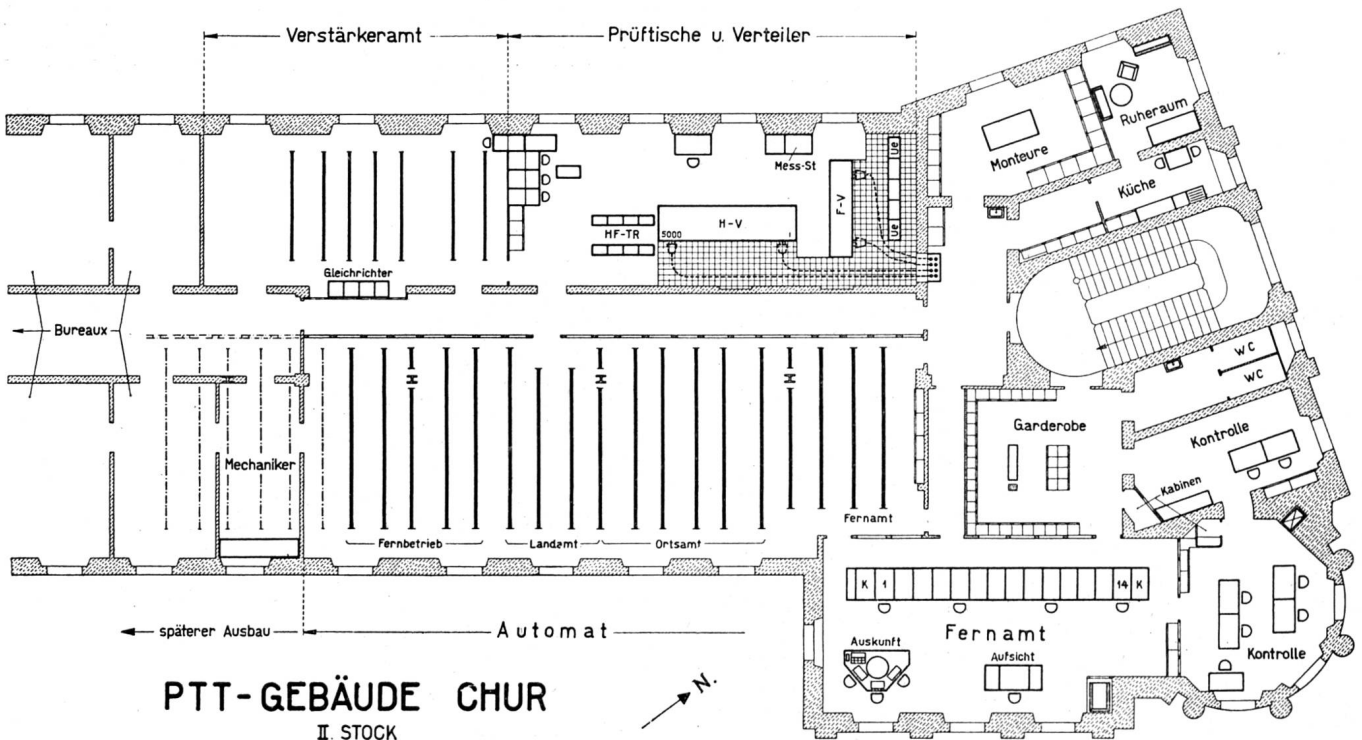 Verstärkeramt
Prüftische u. Verteiler
Ruheraum
Monteure
Mess-St
Küche
Ue
F-V
H-V
HF-TR
5000
1
Ue
Gleichrichter
Bureaux
WC
WC
Garderobe
Kontrolle
Mechaniker
Kabinen
Fernamt
Fernbetrieb
Landamt
Ortsamt
K 1
14 K
späterer Ausbau
Automat
Fernamt
Auskunft
Aufsicht
Kontrolle
PTT-GEBÄUDE CHUR
II. STOCK
N.